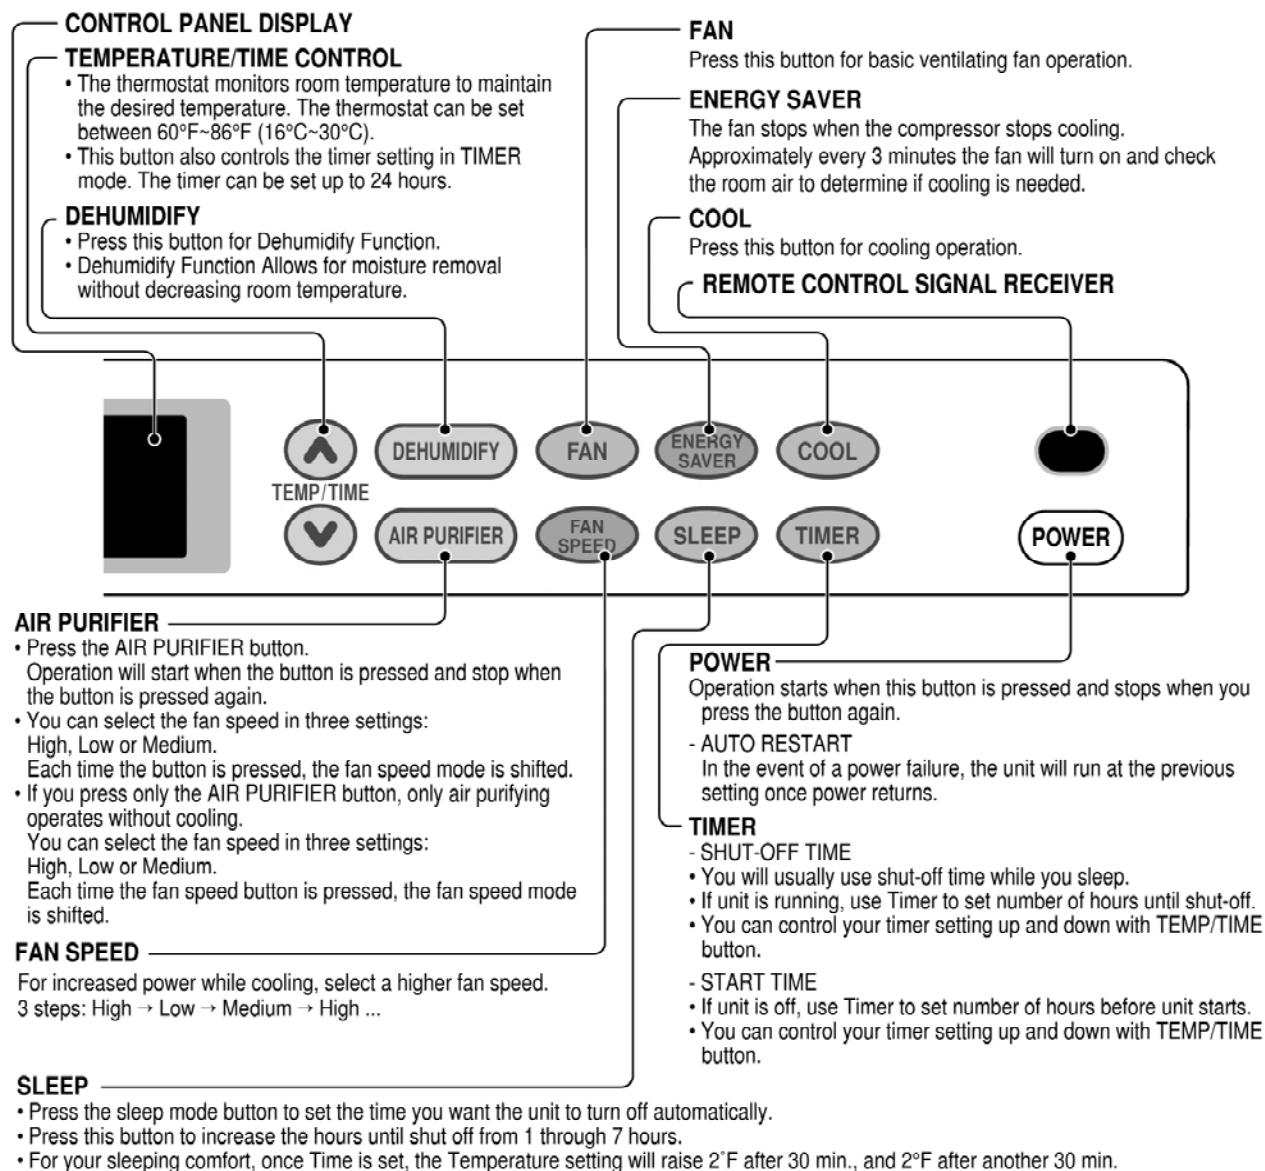 CONTROL PANEL DISPLAY
TEMPERATURE/TIME CONTROL
• The thermostat monitors room temperature to maintain
the desired temperature. The thermostat can be set
between 60°F~86°F (16°C~30°C).
• This button also controls the timer setting in TIMER
mode. The timer can be set up to 24 hours.
DEHUMIDIFY
• Press this button for Dehumidify Function.
• Dehumidify Function Allows for moisture removal
without decreasing room temperature.
FAN
Press this button for basic ventilating fan operation.
ENERGY SAVER
The fan stops when the compressor stops cooling.
Approximately every 3 minutes the fan will turn on and check
the room air to determine if cooling is needed.
COOL
Press this button for cooling operation.
REMOTE CONTROL SIGNAL RECEIVER
DEHUMIDIFY
FAN
ENERGY
SAVER
COOL
TEMP/TIME
AIR PURIFIER
FAN
SPEED
SLEEP
TIMER
POWER
AIR PURIFIER
• Press the AIR PURIFIER button.
Operation will start when the button is pressed and stop when
the button is pressed again.
• You can select the fan speed in three settings:
High, Low or Medium.
Each time the button is pressed, the fan speed mode is shifted.
• If you press only the AIR PURIFIER button, only air purifying
operates without cooling.
You can select the fan speed in three settings:
High, Low or Medium.
Each time the fan speed button is pressed, the fan speed mode
is shifted.
FAN SPEED
For increased power while cooling, select a higher fan speed.
3 steps: High → Low → Medium → High ...
POWER
Operation starts when this button is pressed and stops when you
press the button again.
- AUTO RESTART
In the event of a power failure, the unit will run at the previous
setting once power returns.
TIMER
- SHUT-OFF TIME
• You will usually use shut-off time while you sleep.
• If unit is running, use Timer to set number of hours until shut-off.
• You can control your timer setting up and down with TEMP/TIME
button.
- START TIME
• If unit is off, use Timer to set number of hours before unit starts.
• You can control your timer setting up and down with TEMP/TIME
button.
SLEEP
• Press the sleep mode button to set the time you want the unit to turn off automatically.
• Press this button to increase the hours until shut off from 1 through 7 hours.
• For your sleeping comfort, once Time is set, the Temperature setting will raise 2°F after 30 min., and 2°F after another 30 min.